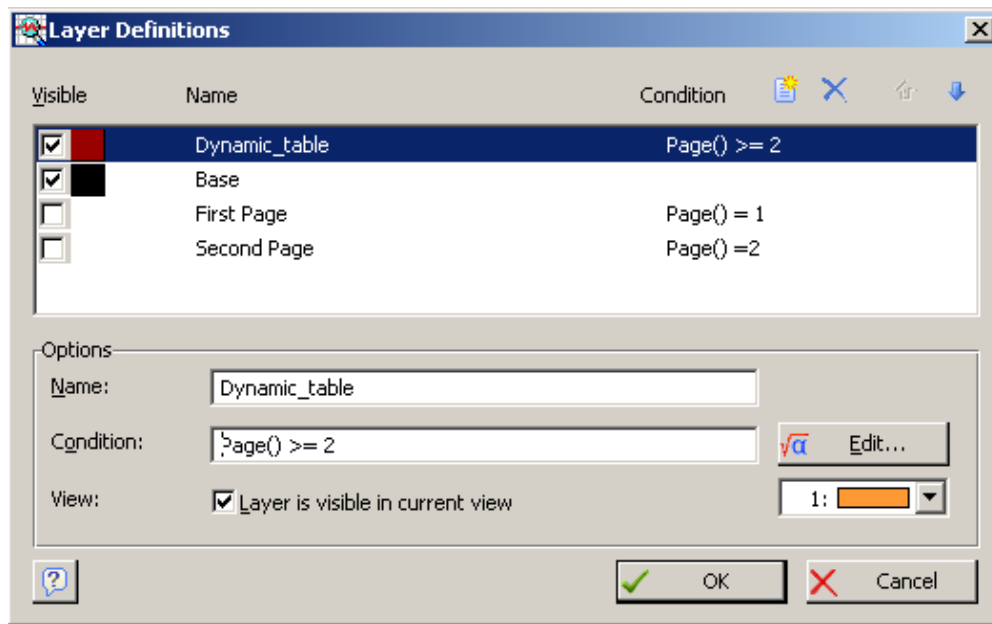 Layer Definitions
Visible Name Condition
Dynamic_table Page() >= 2
Base
First Page Page() = 1
Second Page Page() =2
Options
Name: Dynamic_table
Condition: Page() >= 2 √α Edit...
View: Layer is visible in current view 1:
? OK Cancel